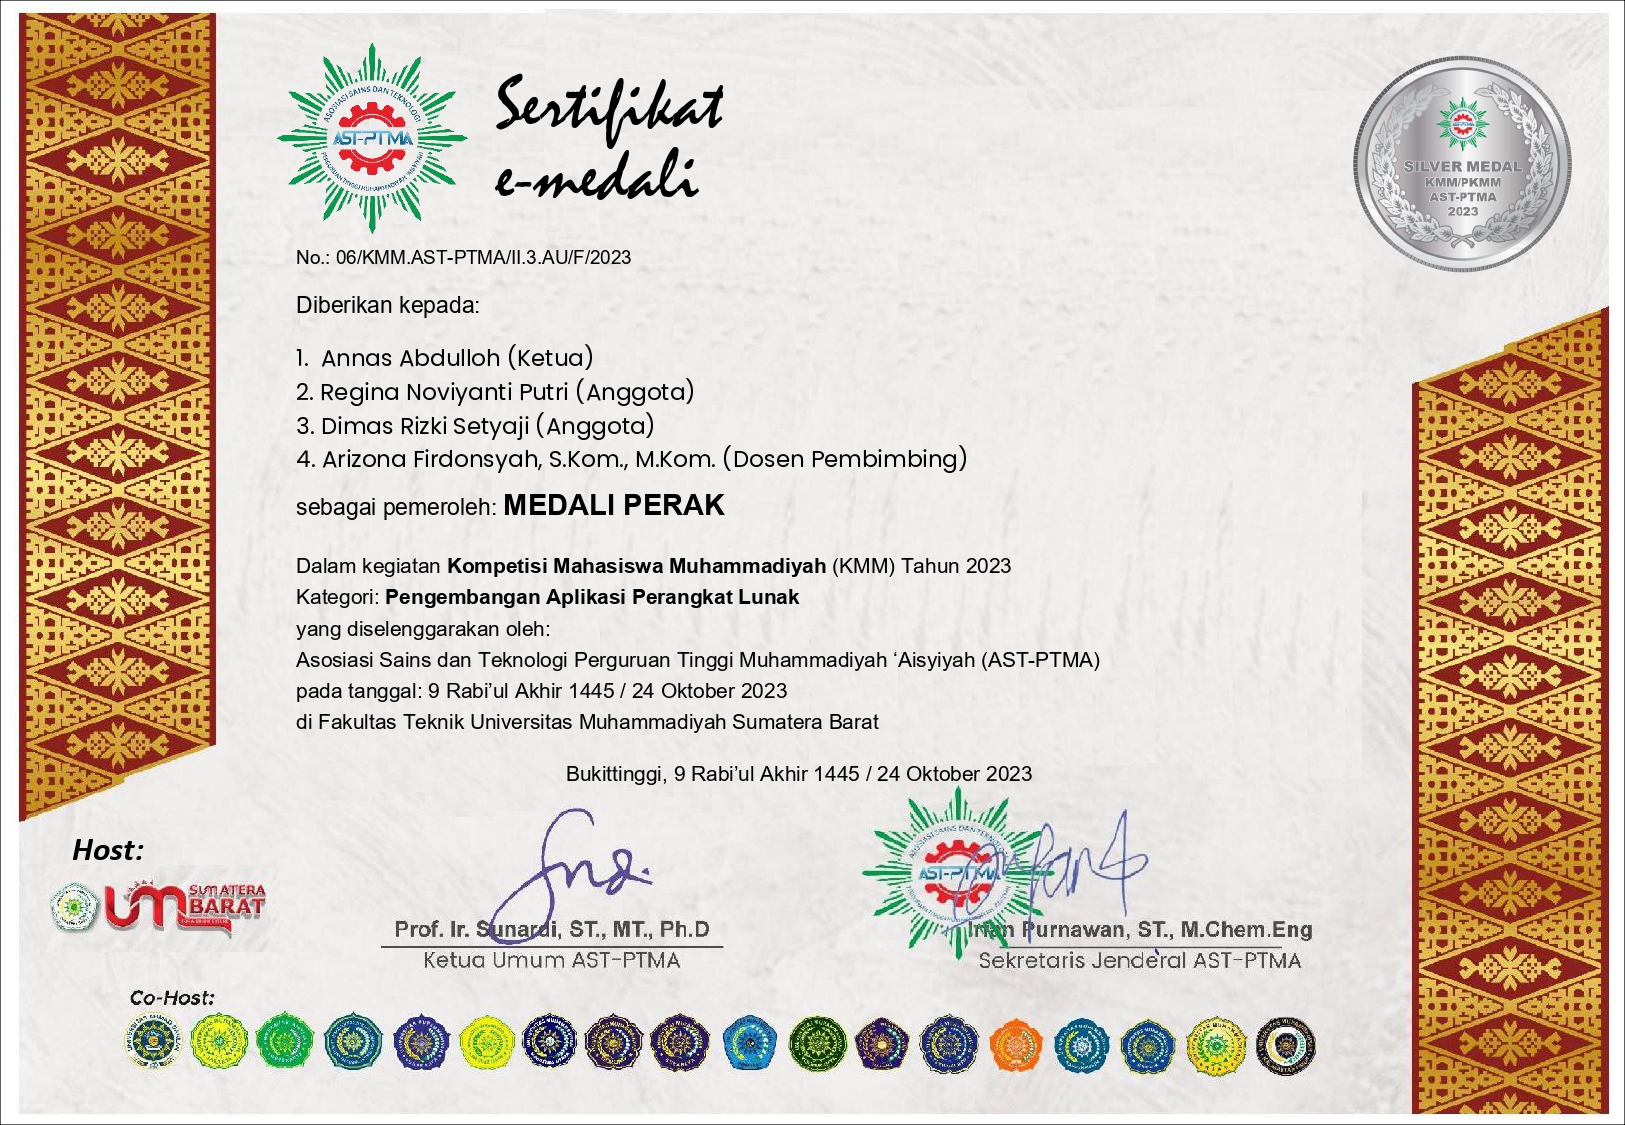 ASOSIASI SAINS DAN TEKNOLOGI
AST-PTMA
Sertifikat
e-medali
SILVER MEDAL
KMM/PKMM
AST-PTMA
2023
No.: 06/KMM.AST-PTMA/II.3.AU/F/2023
Diberikan kepada:
1. Annas Abdulloh (Ketua)
2. Regina Noviyanti Putri (Anggota)
3. Dimas Rizki Setyaji (Anggota)
4. Arizona Firdonsyah, S.Kom., M.Kom. (Dosen Pembimbing)
sebagai pemeroleh: MEDALI PERAK
Dalam kegiatan Kompetisi Mahasiswa Muhammadiyah (KMM) Tahun 2023
Kategori: Pengembangan Aplikasi Perangkat Lunak
yang diselenggarakan oleh:
Asosiasi Sains dan Teknologi Perguruan Tinggi Muhammadiyah ‘Aisyiyah (AST-PTMA)
pada tanggal: 9 Rabi’ul Akhir 1445 / 24 Oktober 2023
di Fakultas Teknik Universitas Muhammadiyah Sumatera Barat
Bukittinggi, 9 Rabi’ul Akhir 1445 / 24 Oktober 2023
Host:
UM SUMATERA
BARAT
ASOSIASI SAINS DAN TEKNOLOGI
AST-PTMA
Prof. Ir. Sunardi, ST., MT., Ph.D
Ketua Umum AST-PTMA
Purnawan, ST., M.Chem.Eng
Sekretaris Jenderal AST-PTMA
Co-Host: